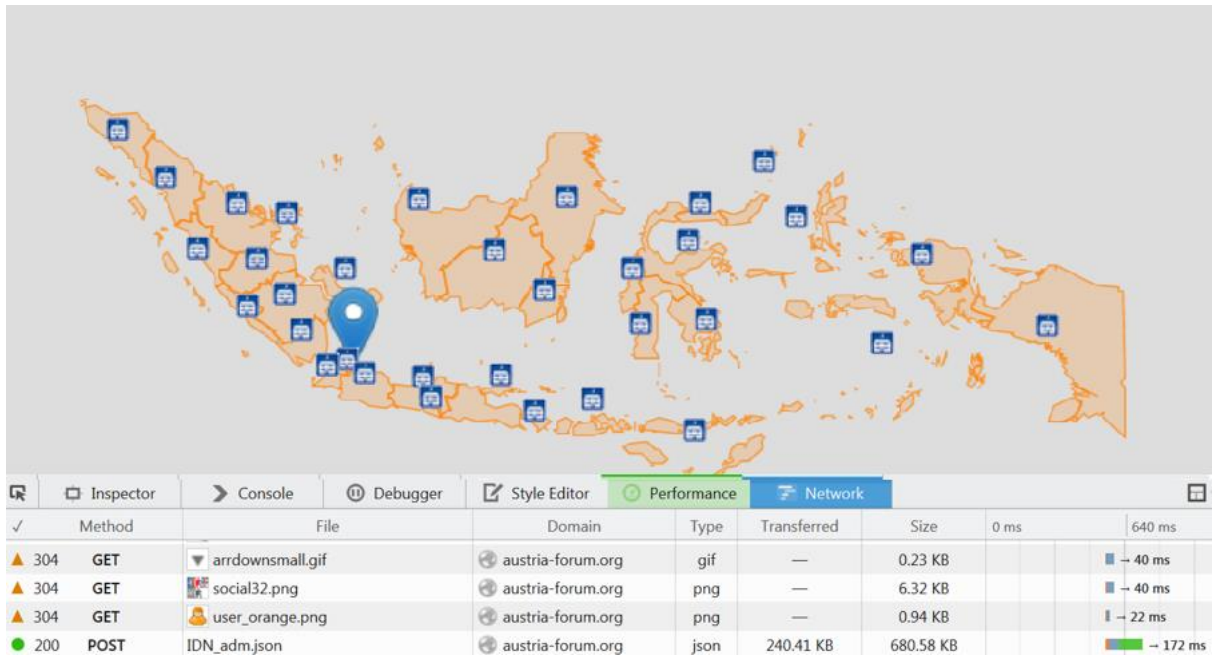 Inspector Console Debugger Style Editor Performance Network
✓ Method File Domain Type Transferred Size 0 ms 640 ms
304 GET arrdownsmall.gif austria-forum.org gif — 0.23 KB → 40 ms
304 GET social32.png austria-forum.org png — 6.32 KB → 40 ms
304 GET user_orange.png austria-forum.org png — 0.94 KB → 22 ms
200 POST IDN_adm.json austria-forum.org json 240.41 KB 680.58 KB → 172 ms